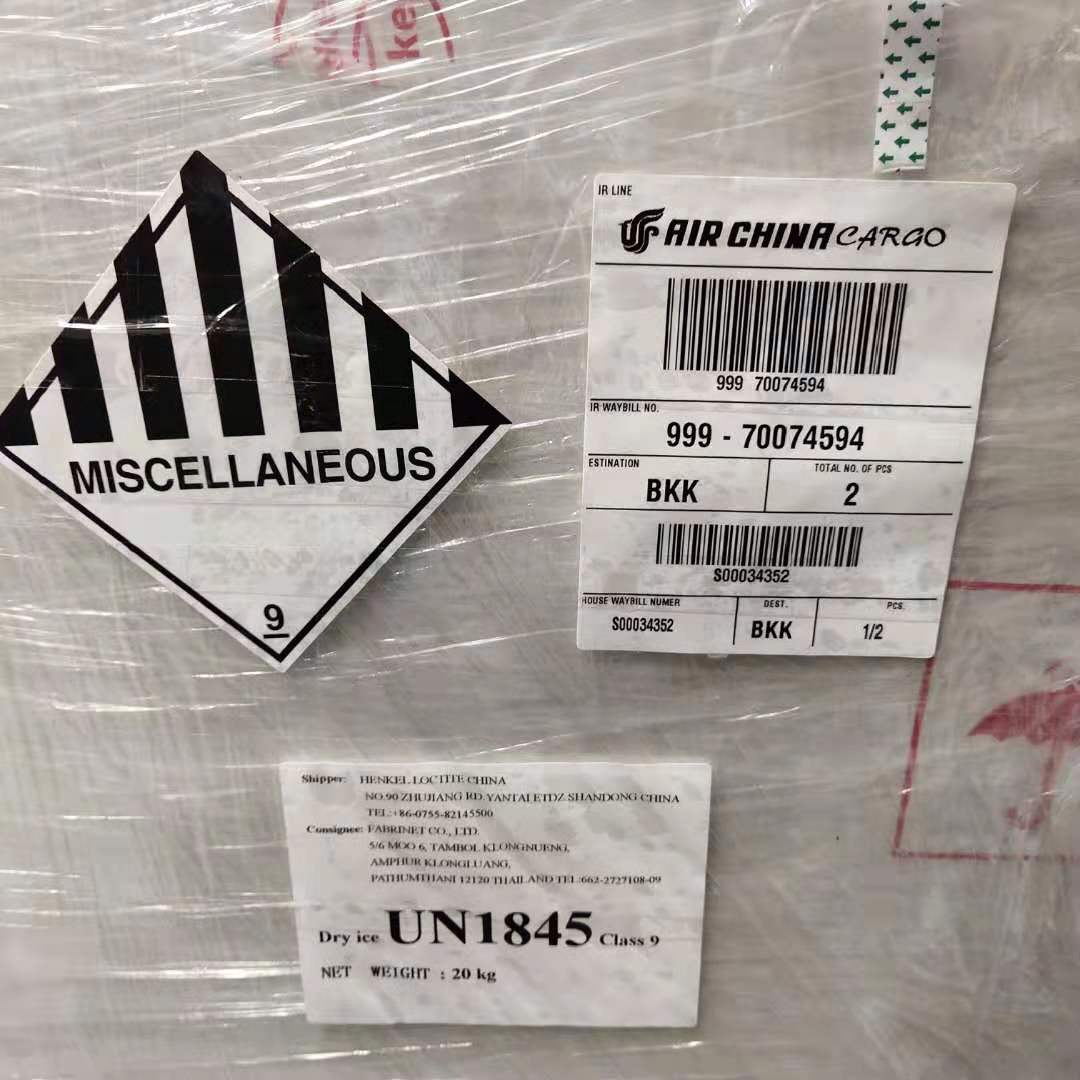 ke
MISCELLANEOUS
9
IR LINE
AIR CHINA CARGO
999 70074594
IR WAYBILL NO.
999 - 70074594
ESTINATION
TOTAL NO. OF PCS
BKK
2
S00034352
HOUSE WAYBILL NUMER
DEST.
PCS.
S00034352
BKK
1/2
Shipper: HENKEL LOCTITE CHINA
NO.90 ZHUJIANG RD.YANTAI ETDZ SHANDONG CHINA
TEL:+86-0755-82145500
Consignee: FABRINET CO., LTD.
5/6 MOO 6, TAMBOL KLONGNUENG,
AMPHUR KLONGLUANG,
PATHUMTHANI 12120 THAILAND TEL:662-2727108-09
Dry ice UN1845 Class 9
NET WEIGHT : 20 kg